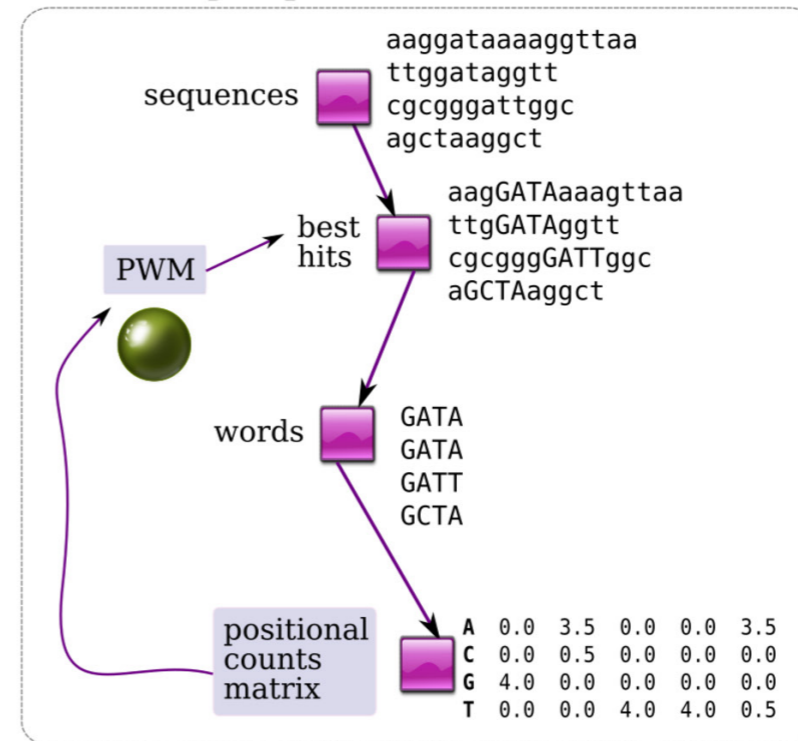 sequences
aaggataaaaggttaa
ttggataggtt
cgcgggattggc
agctaaggct
best
hits
aagGATAaaagttaa
ttgGATAggtt
cgcgggGATTggc
aGCTAaggct
PWM
words
GATA
GATA
GATT
GCTA
positional
counts
matrix
A 0.0 3.5 0.0 0.0 3.5
C 0.0 0.5 0.0 0.0 0.0
G 4.0 0.0 0.0 0.0 0.0
T 0.0 0.0 4.0 4.0 0.5